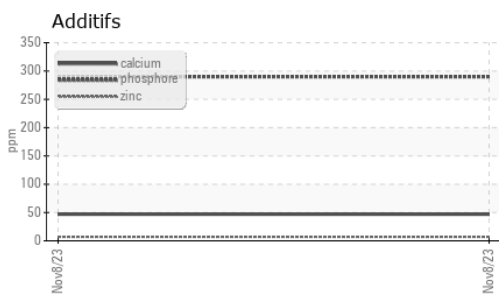 Additifs
350
300
250
200
150
100
50
0
ppm
calcium
phosphore
zinc
Nov8/23
Nov8/23